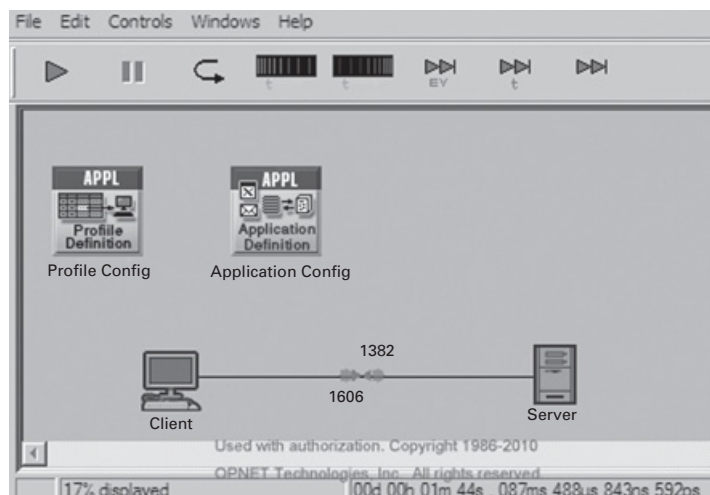 File Edit Controls Windows Help
t t EY t
APPL
Profile
Definition
Profile Config
APPL
Application
Definition
Application Config
1382
1606
Client
Server
Used with authorization. Copyright 1986-2010
OPNET Technologies, Inc. All rights reserved
17% displayed
00d 00h 01m 44s 087ms 488us 843ns 592ps